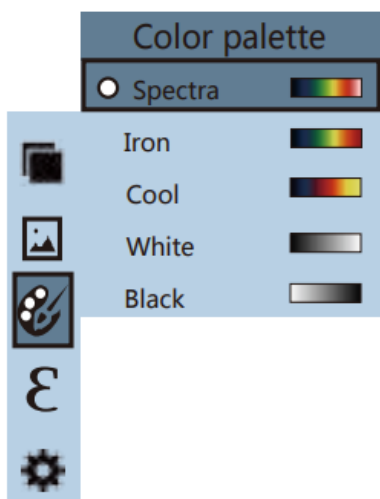 Color palette
Spectra
Iron
Cool
White
Black
ε